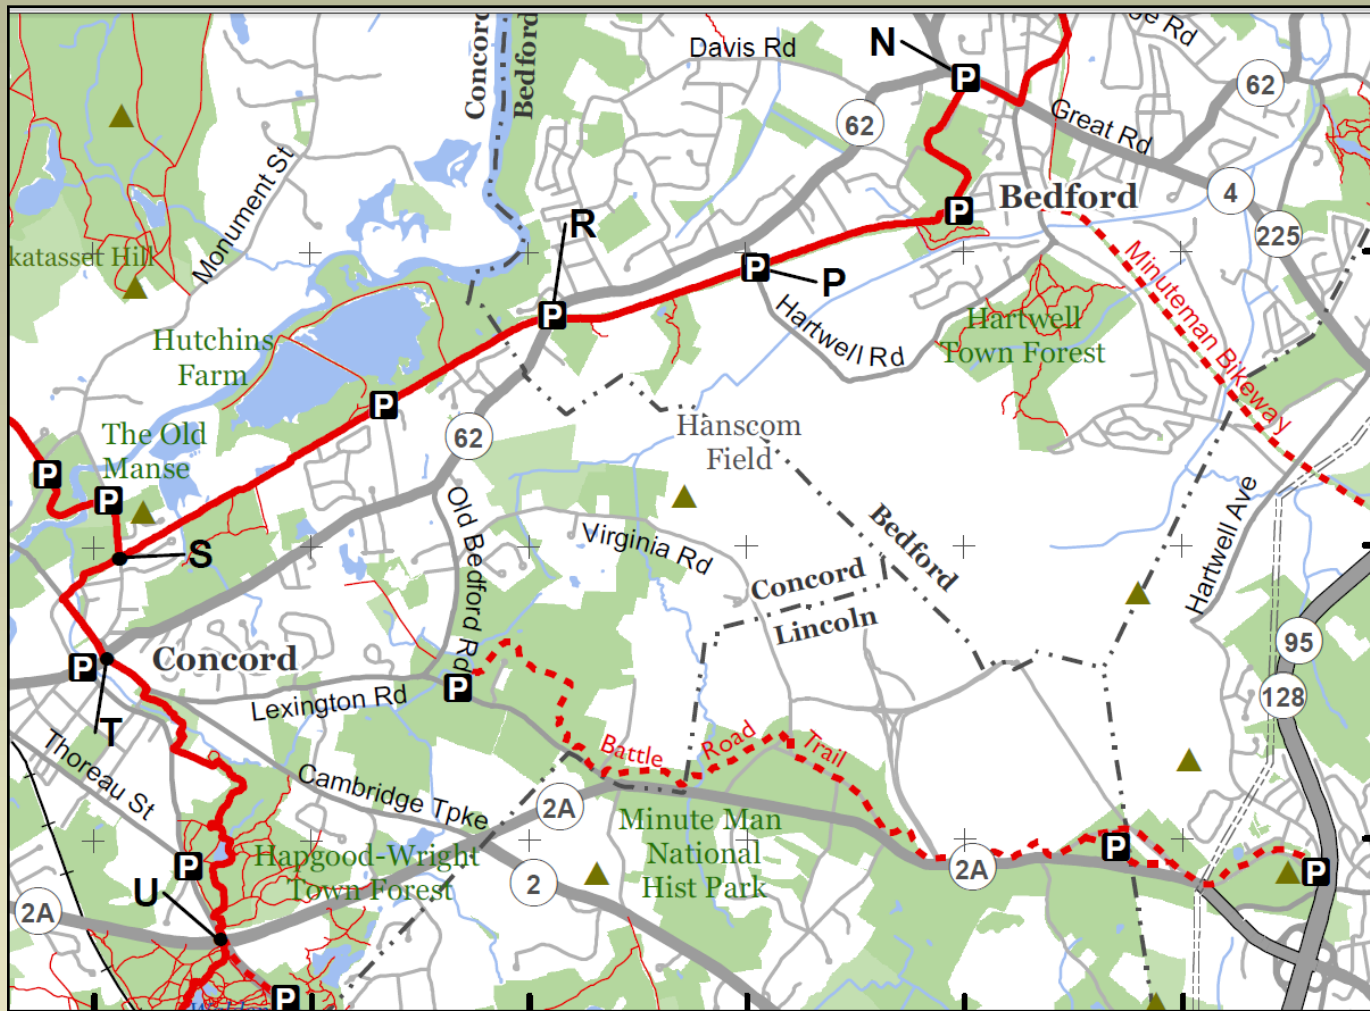 Concord
Bedford
Davis Rd
N
P
62
62
Great Rd
ge Rd
Monument St
katasset Hill
R
P
Bedford
4
225
P
P
P
Minuteman Bikeway
Hartwell Rd
Hartwell
Town Forest
Hutchins
Farm
P
62
Hanscom
Field
The Old
Manse
P
P
S
Old Bedford Rd
Virginia Rd
Bedford
Concord
Lincoln
Hartwell Ave
95
128
P
Concord
T
Lexington Rd
P
Thoreau St
Cambridge Tpke
Battle Road Trail
2A
Minute Man
National
Hist Park
2A
P
P
Hapgood-Wright
Town Forest
P
U
2
2A
P